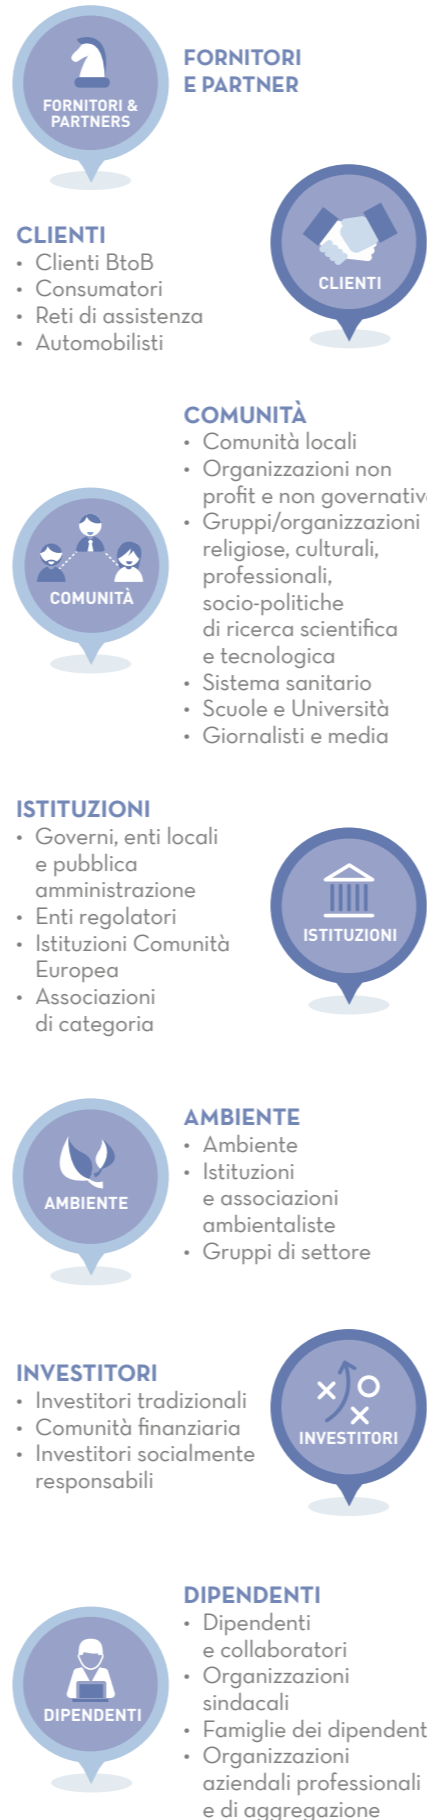 FORNITORI &
PARTNERS
FORNITORI
E PARTNER
CLIENTI
• Clienti BtoB
• Consumatori
• Reti di assistenza
• Automobilisti
CLIENTI
COMUNITÀ
COMUNITÀ
• Comunità locali
• Organizzazioni non
profit e non governativ
• Gruppi/organizzazioni
religiose, culturali,
professionali,
socio-politiche
di ricerca scientifica
e tecnologica
• Sistema sanitario
• Scuole e Università
• Giornalisti e media
ISTITUZIONI
• Governi, enti locali
e pubblica
amministrazione
• Enti regolatori
• Istituzioni Comunità
Europea
• Associazioni
di categoria
ISTITUZIONI
AMBIENTE
AMBIENTE
• Ambiente
• Istituzioni
e associazioni
ambientaliste
• Gruppi di settore
INVESTITORI
• Investitori tradizionali
• Comunità finanziaria
• Investitori socialmente
responsabili
INVESTITORI
DIPENDENTI
DIPENDENTI
• Dipendenti
e collaboratori
• Organizzazioni
sindacali
• Famiglie dei dipendent
• Organizzazioni
aziendali professionali
e di aggregazione